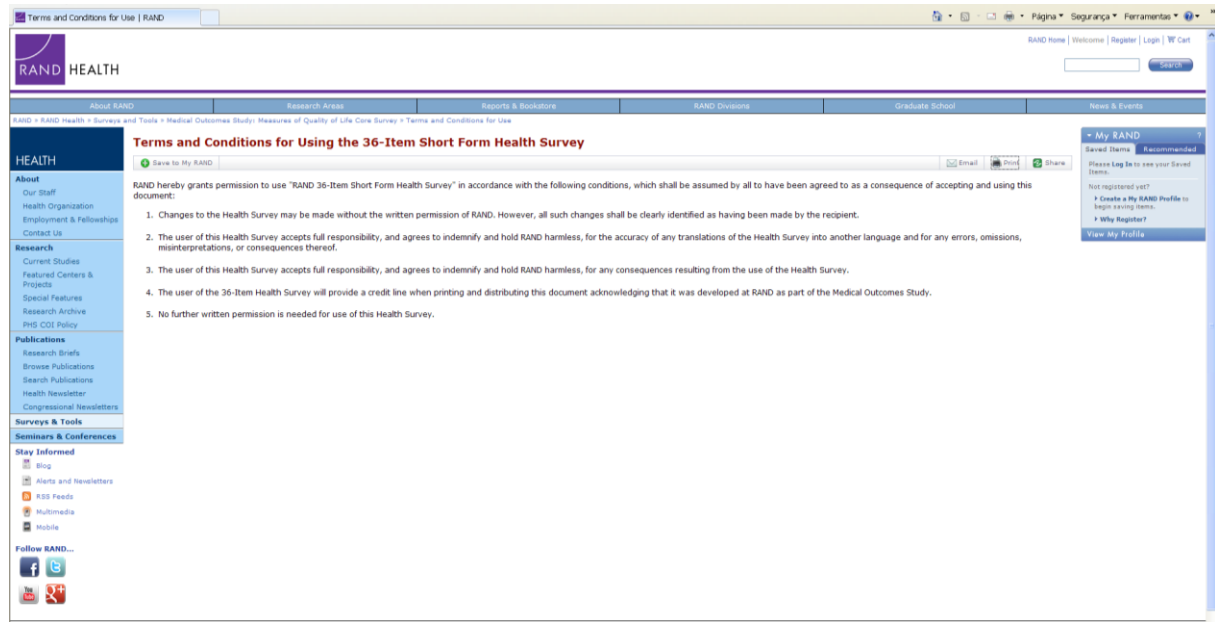 Terms and Conditions for Use | RAND
Página Segurança Ferramentas
RAND Home | Welcome | Register | Login | Cart
RAND HEALTH
Search
About RAND Research Areas Reports & Bookstore RAND Divisions Graduate School News & Events
RAND > RAND Health > Surveys and Tools > Medical Outcomes Study: Measures of Quality of Life Core Survey > Terms and Conditions for Use
HEALTH
About
Our Staff
Health Organization
Employment & Fellowships
Contact Us
Research
Current Studies
Featured Centers &
Projects
Special Features
Research Archive
PHS COI Policy
Publications
Research Briefs
Browse Publications
Search Publications
Health Newsletter
Congressional Newsletters
Surveys & Tools
Seminars & Conferences
Stay Informed
Blog
Alerts and Newsletters
RSS Feeds
Multimedia
Mobile
Follow RAND...
You
Tube
Terms and Conditions for Using the 36-Item Short Form Health Survey
Save to My RAND
Email Print Share
RAND hereby grants permission to use "RAND 36-Item Short Form Health Survey" in accordance with the following conditions, which shall be assumed by all to have been agreed to as a consequence of accepting and using this
document:
1. Changes to the Health Survey may be made without the written permission of RAND. However, all such changes shall be clearly identified as having been made by the recipient.
2. The user of this Health Survey accepts full responsibility, and agrees to indemnify and hold RAND harmless, for the accuracy of any translations of the Health Survey into another language and for any errors, omissions,
misinterpretations, or consequences thereof.
3. The user of this Health Survey accepts full responsibility, and agrees to indemnify and hold RAND harmless, for any consequences resulting from the use of the Health Survey.
4. The user of the 36-Item Health Survey will provide a credit line when printing and distributing this document acknowledging that it was developed at RAND as part of the Medical Outcomes Study.
5. No further written permission is needed for use of this Health Survey.
My RAND ?
Saved Items Recommended
Please Log In to see your Saved
Items.
Not registered yet?
Create a My RAND Profile to
begin saving items.
Why Register?
View My Profile